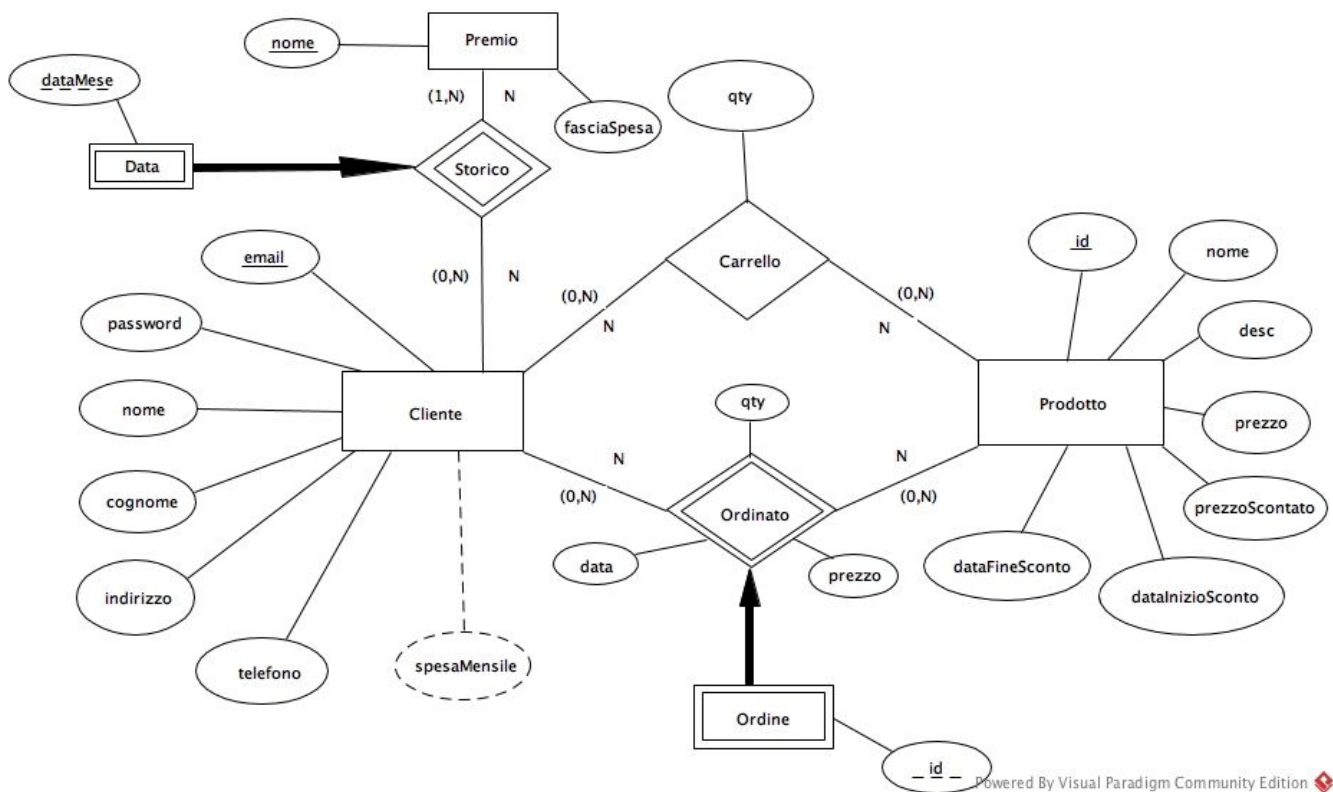 nome
Premio
dataMese
(1,N)
N
qty
fasciaSpesa
Data
Storico
email
(0,N)
N
Carrello
id
nome
(0,N)
N
(0,N)
N
password
desc
nome
Cliente
qty
Prodotto
prezzo
N
(0,N)
N
(0,N)
cognome
Ordinato
prezzoScontato
data
prezzo
dataFineSconto
dataInizioSconto
indirizzo
telefono
spesaMensile
Ordine
id
Powered By Visual Paradigm Community Edition